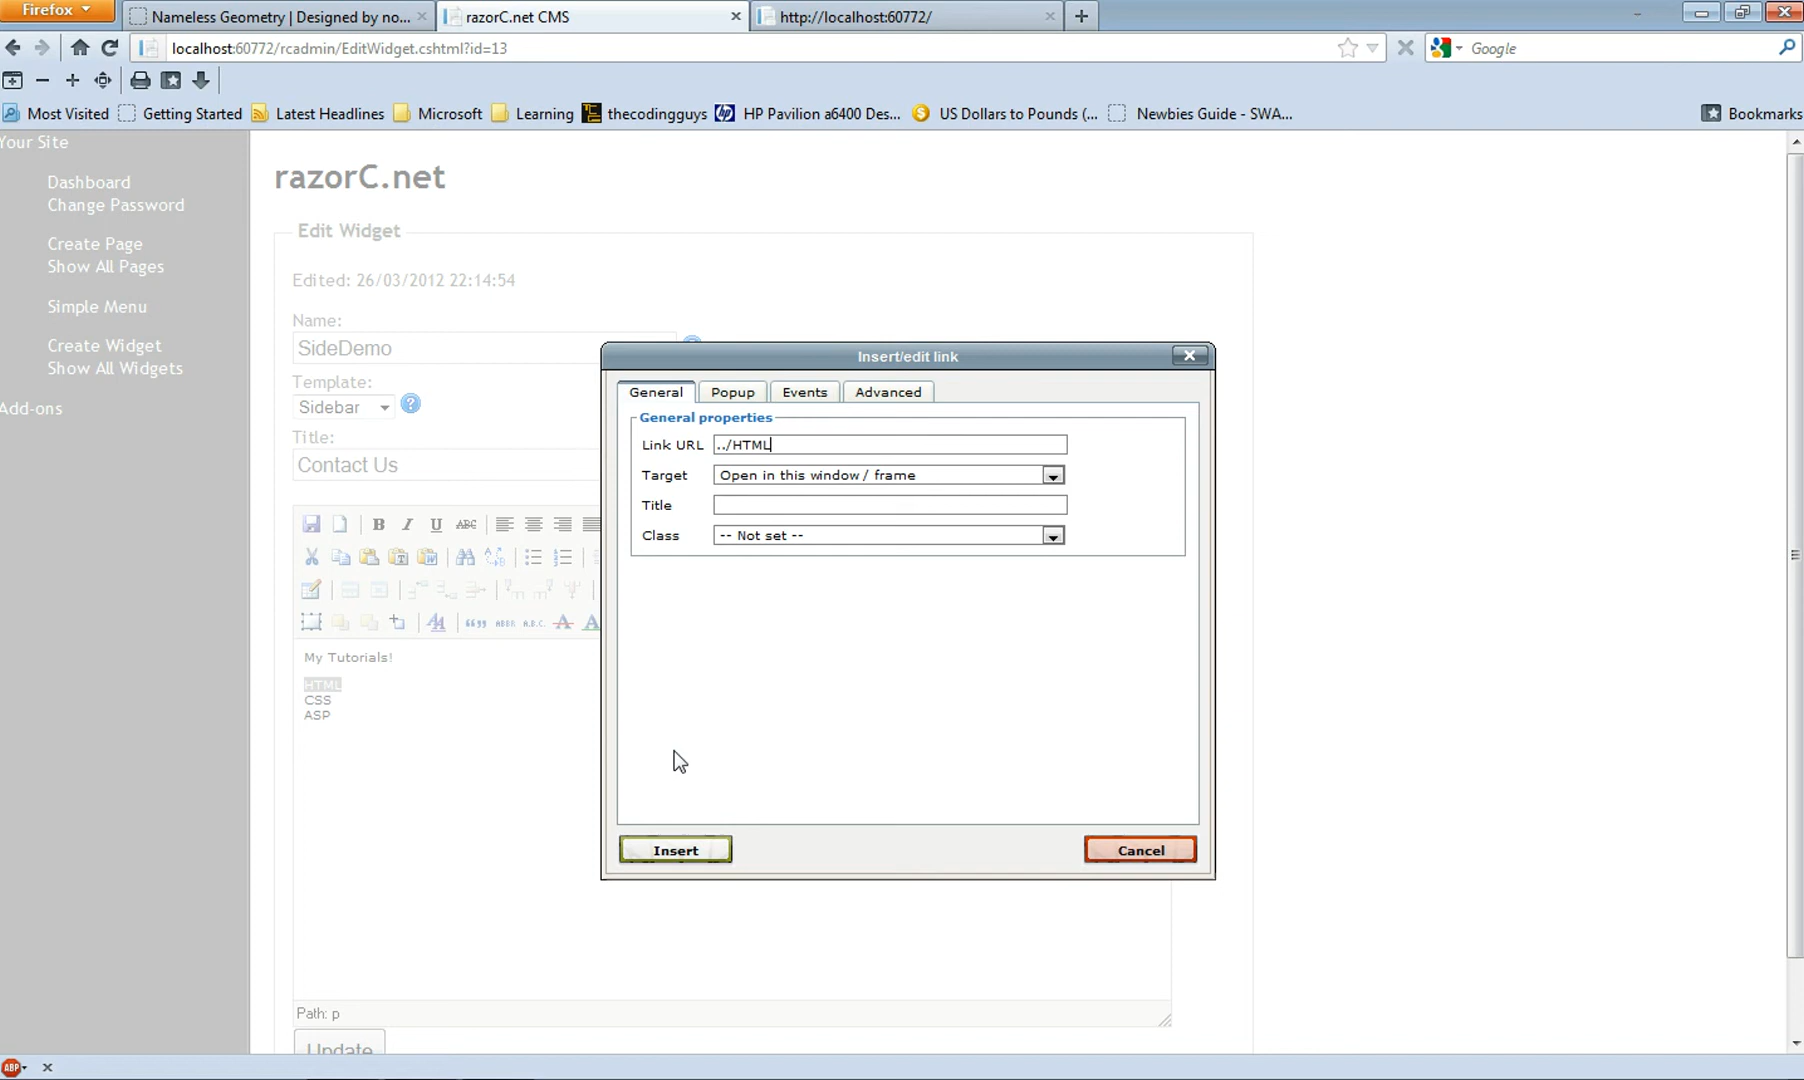 Firefox
Nameless Geometry | Designed by no...
razorC.net CMS
http://localhost:60772/
localhost:60772/rcadmin/EditWidget.cshtml?id=13
Google
Most Visited
Getting Started
Latest Headlines
Microsoft
Learning
thecodingguys
HP Pavilion a6400 Des...
US Dollars to Pounds (...
Newbies Guide - SWA...
Bookmarks
Your Site
Dashboard
Change Password
Create Page
Show All Pages
Simple Menu
Create Widget
Show All Widgets
Add-ons
razorC.net
Edit Widget
Edited: 26/03/2012 22:14:54
Name:
SideDemo
Template:
Sidebar
Title:
Contact Us
B I U ABC
ABBR A.B.C. A A
My Tutorials!
HTML
CSS
ASP
Path: p
Update
Insert/edit link
General
Popup
Events
Advanced
General properties
Link URL ../HTML
Target Open in this window / frame
Title
Class -- Not set --
Insert
Cancel
ABP